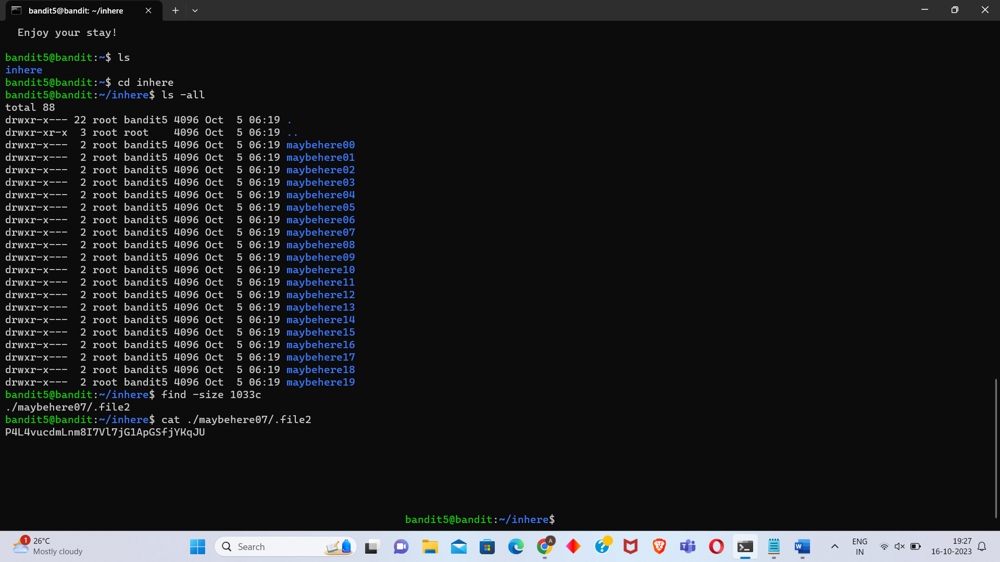 bandit5@bandit: ~/inhere
Enjoy your stay!
bandit5@bandit:~$ ls
inhere
bandit5@bandit:~$ cd inhere
bandit5@bandit:~/inhere$ ls -all
total 88
drwxr-x--- 22 root bandit5 4096 Oct  5 06:19 .
drwxr-xr-x  3 root root    4096 Oct  5 06:19 ..
drwxr-x---  2 root bandit5 4096 Oct  5 06:19 maybehere00
drwxr-x---  2 root bandit5 4096 Oct  5 06:19 maybehere01
drwxr-x---  2 root bandit5 4096 Oct  5 06:19 maybehere02
drwxr-x---  2 root bandit5 4096 Oct  5 06:19 maybehere03
drwxr-x---  2 root bandit5 4096 Oct  5 06:19 maybehere04
drwxr-x---  2 root bandit5 4096 Oct  5 06:19 maybehere05
drwxr-x---  2 root bandit5 4096 Oct  5 06:19 maybehere06
drwxr-x---  2 root bandit5 4096 Oct  5 06:19 maybehere07
drwxr-x---  2 root bandit5 4096 Oct  5 06:19 maybehere08
drwxr-x---  2 root bandit5 4096 Oct  5 06:19 maybehere09
drwxr-x---  2 root bandit5 4096 Oct  5 06:19 maybehere10
drwxr-x---  2 root bandit5 4096 Oct  5 06:19 maybehere11
drwxr-x---  2 root bandit5 4096 Oct  5 06:19 maybehere12
drwxr-x---  2 root bandit5 4096 Oct  5 06:19 maybehere13
drwxr-x---  2 root bandit5 4096 Oct  5 06:19 maybehere14
drwxr-x---  2 root bandit5 4096 Oct  5 06:19 maybehere15
drwxr-x---  2 root bandit5 4096 Oct  5 06:19 maybehere16
drwxr-x---  2 root bandit5 4096 Oct  5 06:19 maybehere17
drwxr-x---  2 root bandit5 4096 Oct  5 06:19 maybehere18
drwxr-x---  2 root bandit5 4096 Oct  5 06:19 maybehere19
bandit5@bandit:~/inhere$ find -size 1033c
./maybehere07/.file2
bandit5@bandit:~/inhere$ cat ./maybehere07/.file2
P4L4vucdmLnm8I7Vl7jG1ApGSfjYKqJU
bandit5@bandit:~/inhere$
1
26°C
Mostly cloudy
Search
A
T
W
ENG
IN
19:27
16-10-2023